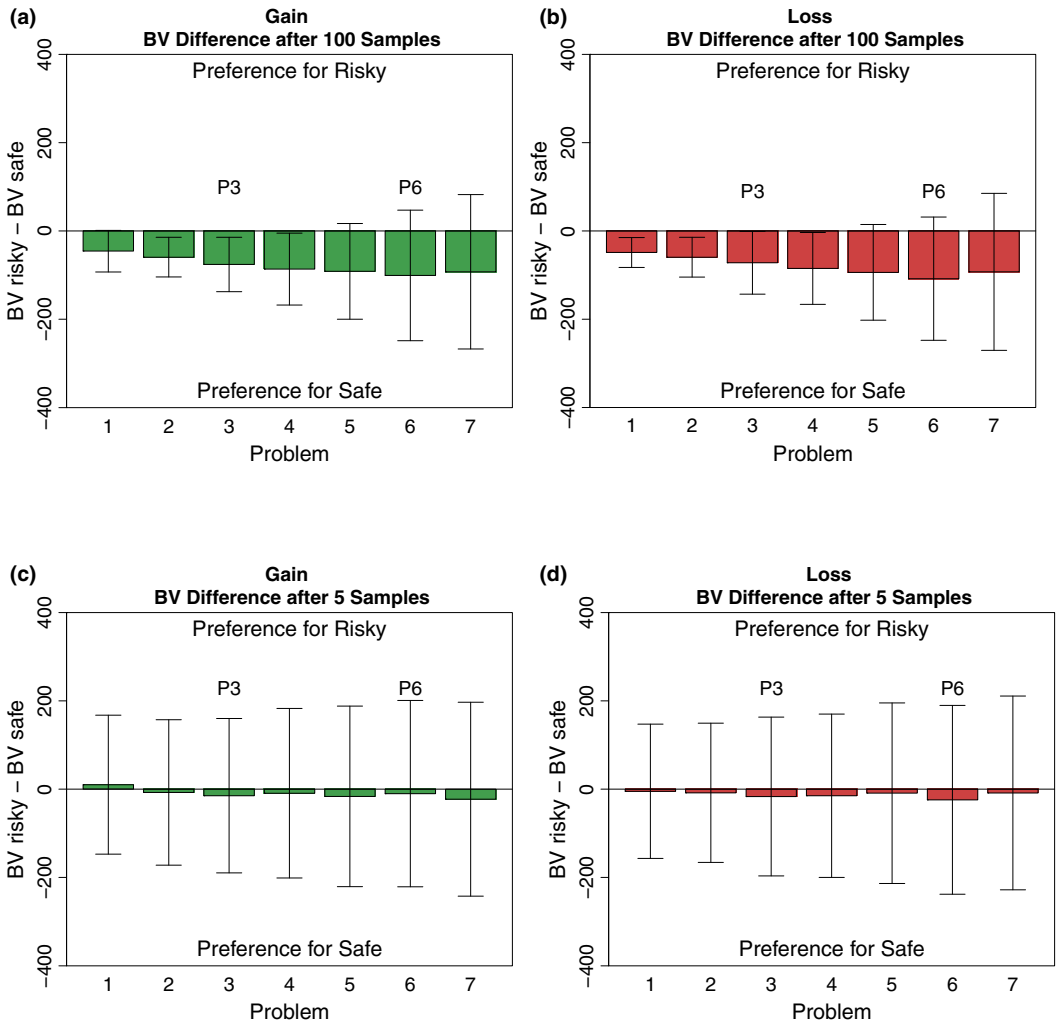 (a)
Gain
BV Difference after 100 Samples
400
200
0
−200
−400
BV risky − BV safe
Preference for Risky
P3
P6
Preference for Safe
1 2 3 4 5 6 7
Problem
(b)
Loss
BV Difference after 100 Samples
400
200
0
−200
−400
BV risky − BV safe
Preference for Risky
P3
P6
Preference for Safe
1 2 3 4 5 6 7
Problem
(c)
Gain
BV Difference after 5 Samples
400
200
0
−200
−400
BV risky − BV safe
Preference for Risky
P3
P6
Preference for Safe
1 2 3 4 5 6 7
Problem
(d)
Loss
BV Difference after 5 Samples
400
200
0
−200
−400
BV risky − BV safe
Preference for Risky
P3
P6
Preference for Safe
1 2 3 4 5 6 7
Problem